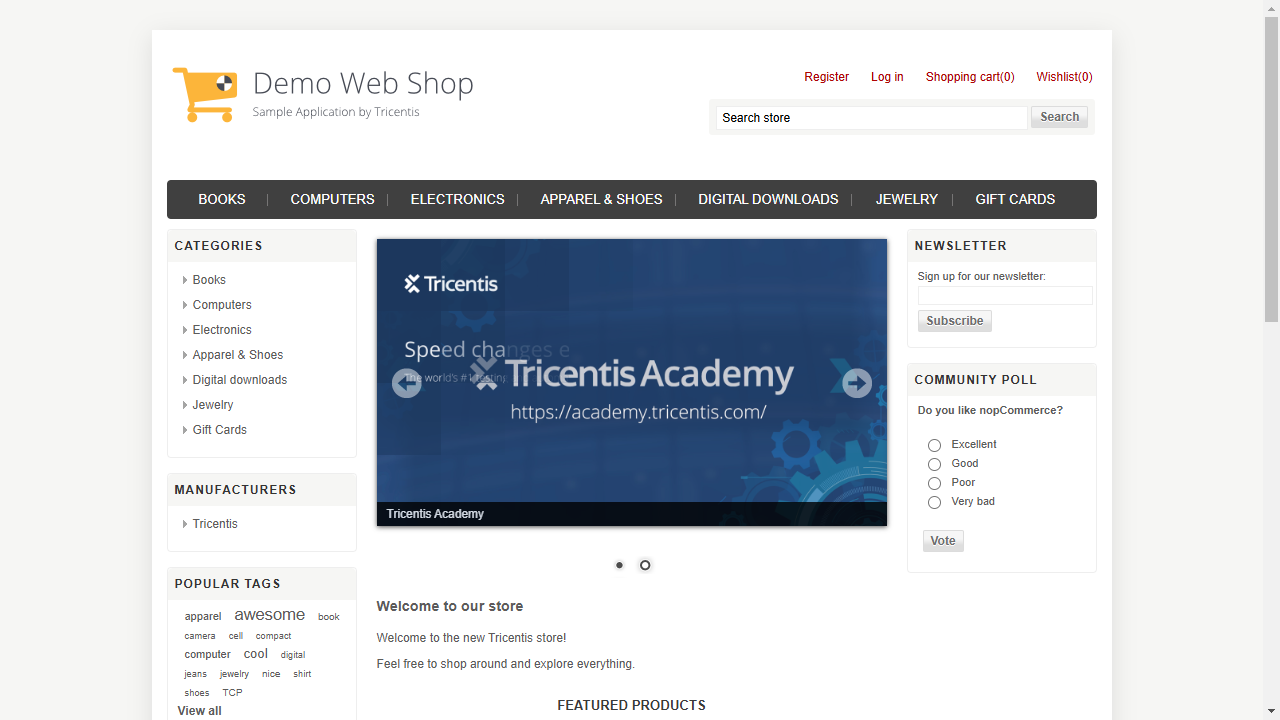 Demo Web Shop
Sample Application by Tricentis
Register Log in Shopping cart(0) Wishlist(0)
Search store Search
BOOKS COMPUTERS ELECTRONICS APPAREL & SHOES DIGITAL DOWNLOADS JEWELRY GIFT CARDS
CATEGORIES
Books
Computers
Electronics
Apparel & Shoes
Digital downloads
Jewelry
Gift Cards
MANUFACTURERS
Tricentis
POPULAR TAGS
apparel awesome book
camera cell compact
computer cool digital
jeans jewelry nice shirt
shoes TCP
View all
Tricentis
Speed changes e
The world's #1 testing
Tricentis Academy
https://academy.tricentis.com/
Tricentis Academy
Welcome to our store
Welcome to the new Tricentis store!
Feel free to shop around and explore everything.
FEATURED PRODUCTS
NEWSLETTER
Sign up for our newsletter:
Subscribe
COMMUNITY POLL
Do you like nopCommerce?
Excellent
Good
Poor
Very bad
Vote